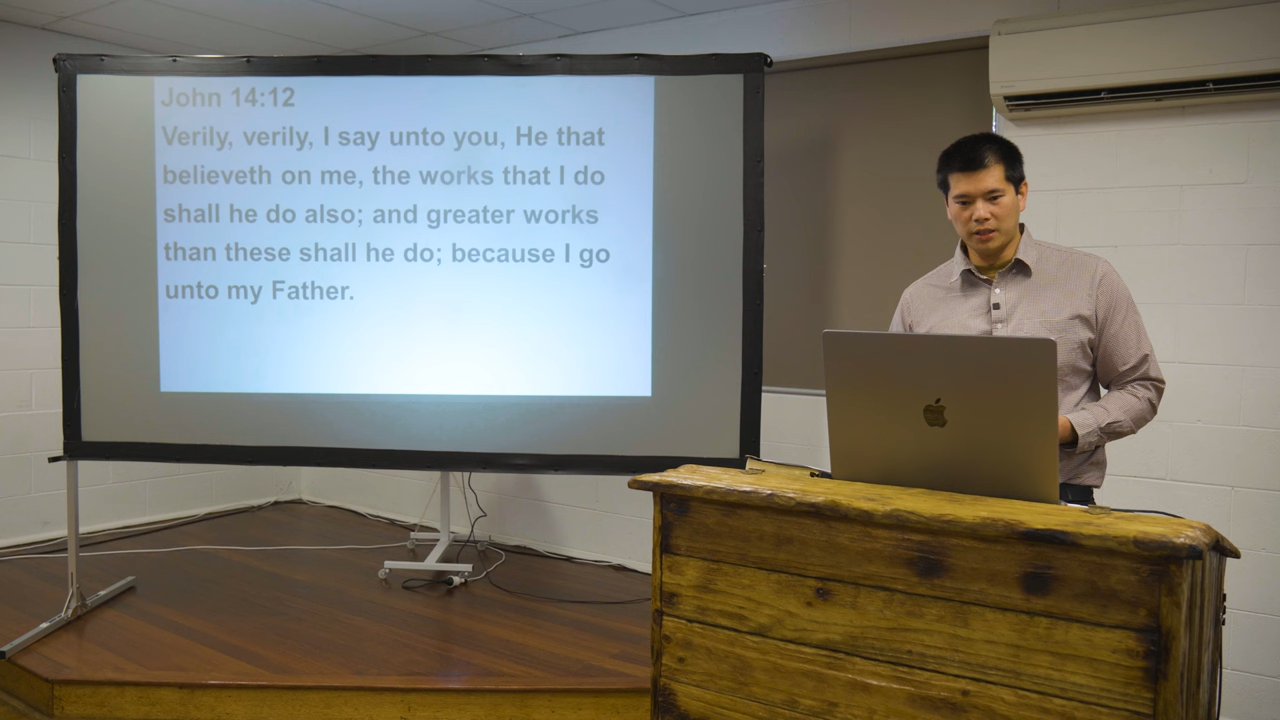 John 14:12
Verily, verily, I say unto you, He that
believeth on me, the works that I do
shall he do also; and greater works
than these shall he do; because I go
unto my Father.